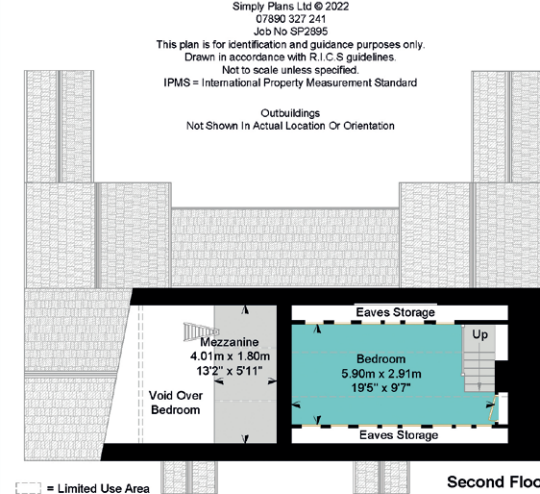 Simply Plans Ltd © 2022
07890 327 241
Job No SP2895
This plan is for identification and guidance purposes only.
Drawn in accordance with R.I.C.S guidelines.
Not to scale unless specified.
IPMS = International Property Measurement Standard
Outbuildings
Not Shown In Actual Location Or Orientation
Eaves Storage
Up
Mezzanine
4.01m x 1.80m
13'2" x 5'11"
Bedroom
5.90m x 2.91m
19'5" x 9'7"
Void Over
Bedroom
Eaves Storage
Second Floo
= Limited Use Area